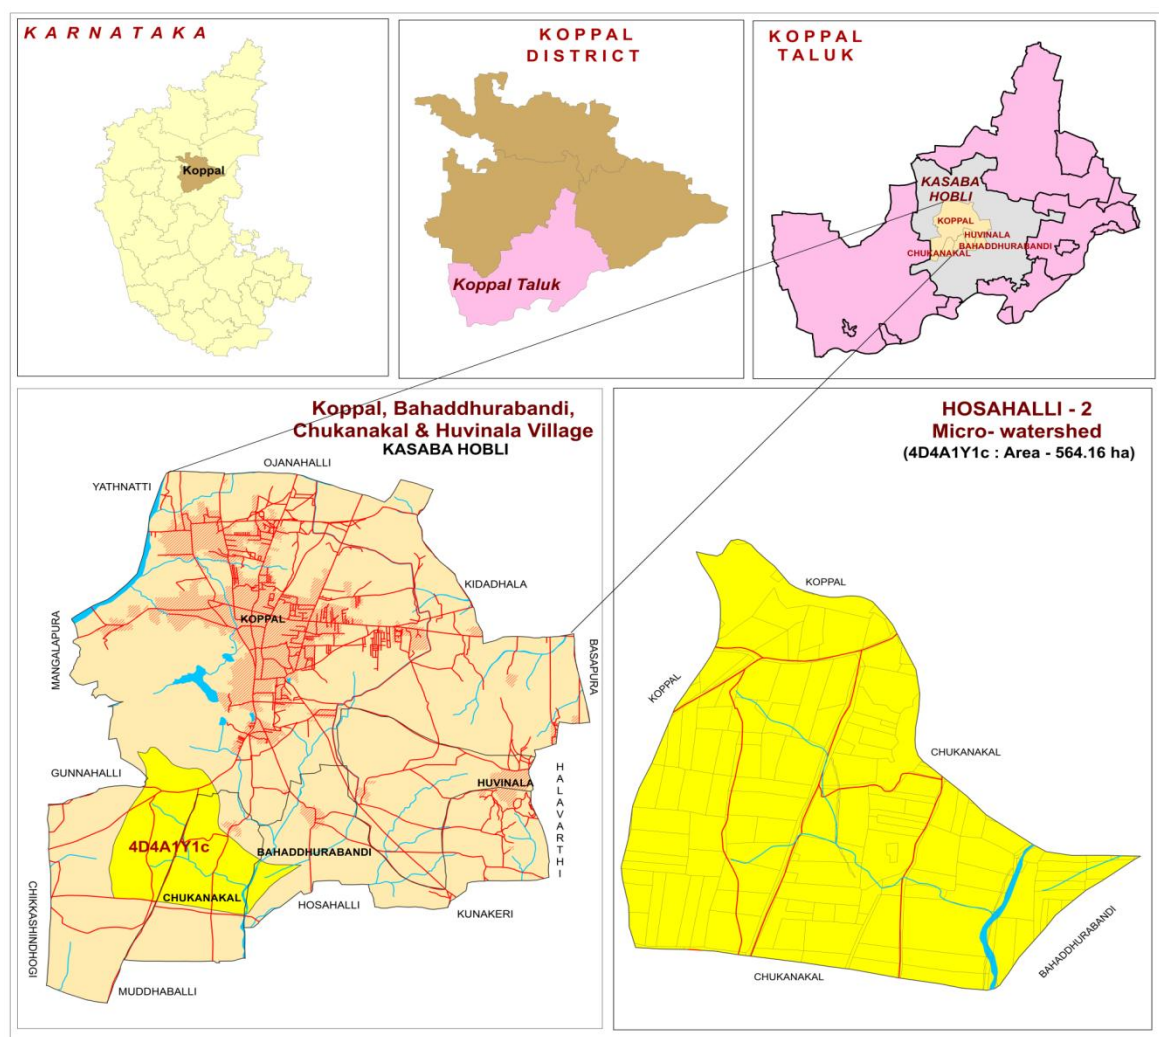 KARNATAKA
Koppal
KOPPAL
DISTRICT
Koppal Taluk
KOPPAL
TALUK
KASABA
HOBLI
KOPPAL
HUVINALA
BAHADDHURABANDI
CHUKANAKAL
Koppal, Bahaddhurabandi,
Chukanakal & Huvinala Village
KASABA HOBLI
OJANAHALLI
YATHNATTI
KIDADHALA
KOPPAL
MANGALAPURA
BASAPURA
GUNNAHALLI
HUVINALA
HALAVARTHI
4D4A1Y1c
BAHADDHURABANDI
CHUKANAKAL
HOSAHALLI
KUNAKERI
CHIKKASHINDHOGI
MUDDHABALLI
HOSAHALLI - 2
Micro- watershed
(4D4A1Y1c : Area - 564.16 ha)
KOPPAL
KOPPAL
CHUKANAKAL
BAHADDHURABANDI
CHUKANAKAL